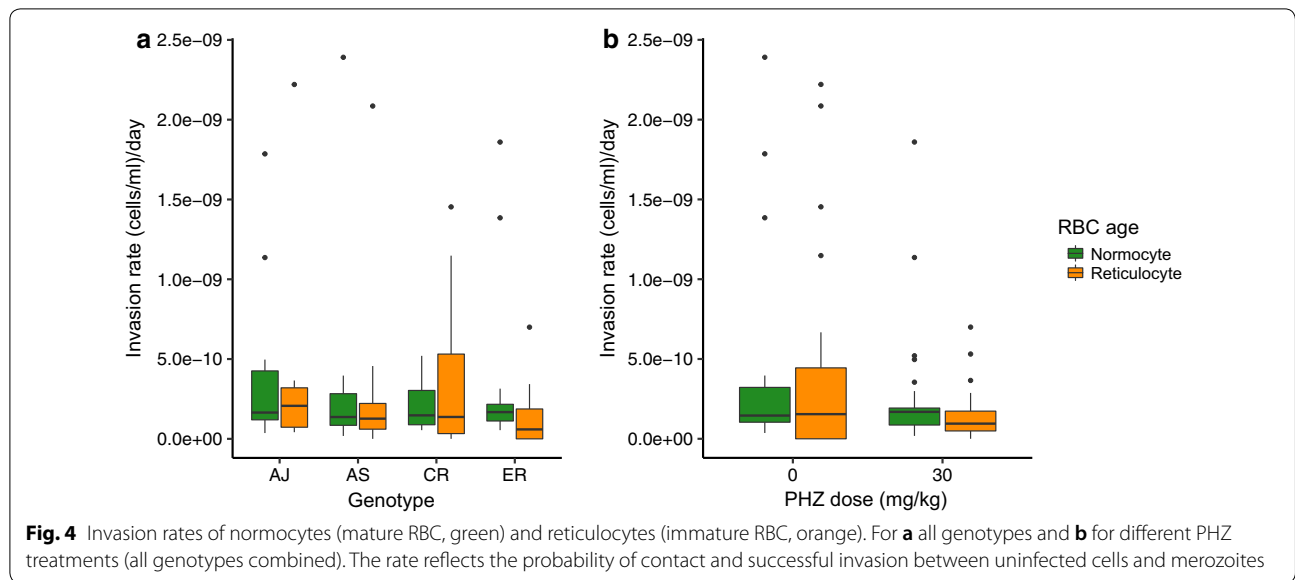 a
b
2.5e-09
2.0e-09
1.5e-09
1.0e-09
5.0e-10
0.0e+00
Invasion rate (cells/ml)/day
AJ AS CR ER
Genotype
2.5e-09
2.0e-09
1.5e-09
1.0e-09
5.0e-10
0.0e+00
Invasion rate (cells/ml)/day
0 30
PHZ dose (mg/kg)
RBC age
Normocyte
Reticulocyte
Fig. 4 Invasion rates of normocytes (mature RBC, green) and reticulocytes (immature RBC, orange). For a all genotypes and b for different PHZ
treatments (all genotypes combined). The rate reflects the probability of contact and successful invasion between uninfected cells and merozoites